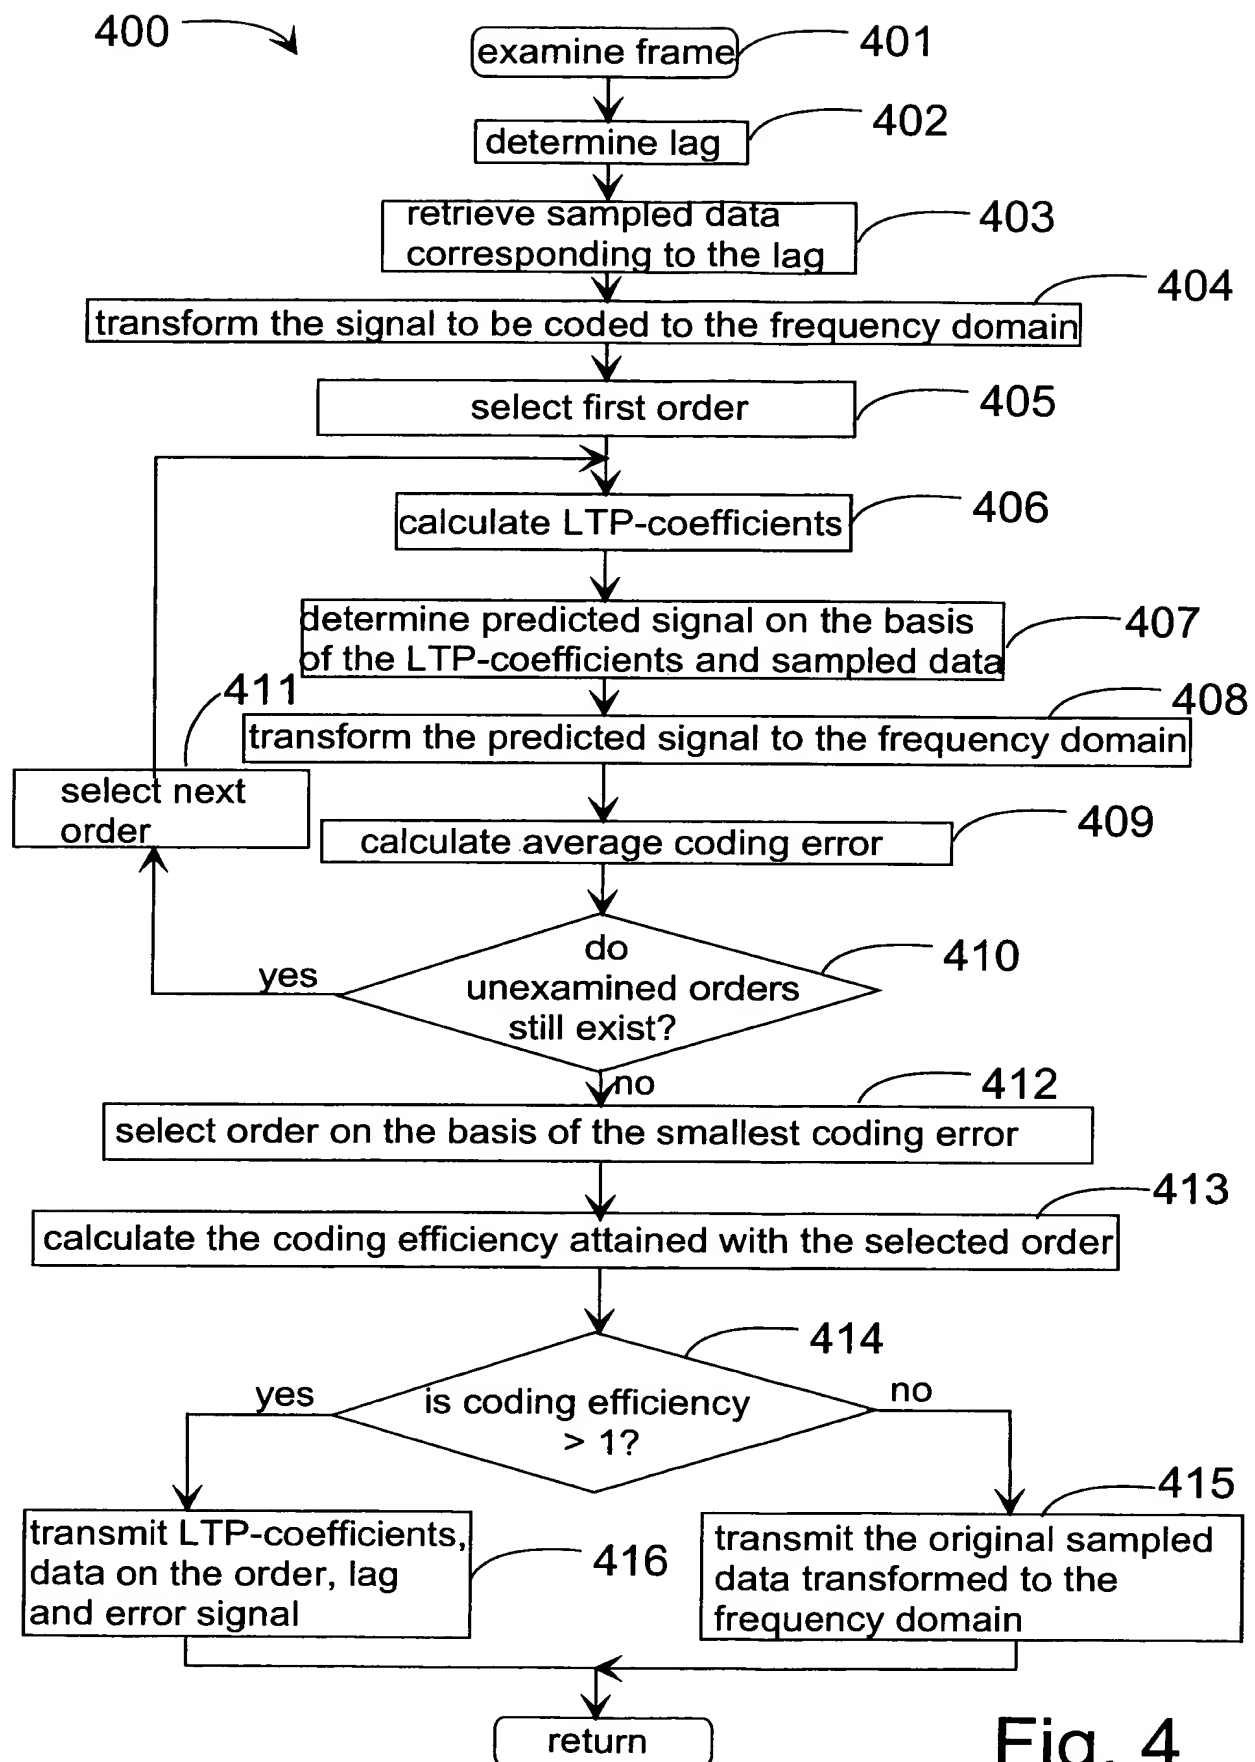 400
examine frame
401
determine lag
402
retrieve sampled data
corresponding to the lag
403
404
transform the signal to be coded to the frequency domain
select first order
405
calculate LTP-coefficients
406
determine predicted signal on the basis
of the LTP-coefficients and sampled data
407
411
408
transform the predicted signal to the frequency domain
select next
order
calculate average coding error
409
do
unexamined orders
still exist?
410
yes
no
412
select order on the basis of the smallest coding error
413
calculate the coding efficiency attained with the selected order
414
is coding efficiency
> 1?
yes
no
transmit LTP-coefficients,
data on the order, lag
and error signal
416
415
transmit the original sampled
data transformed to the
frequency domain
return
Fig. 4